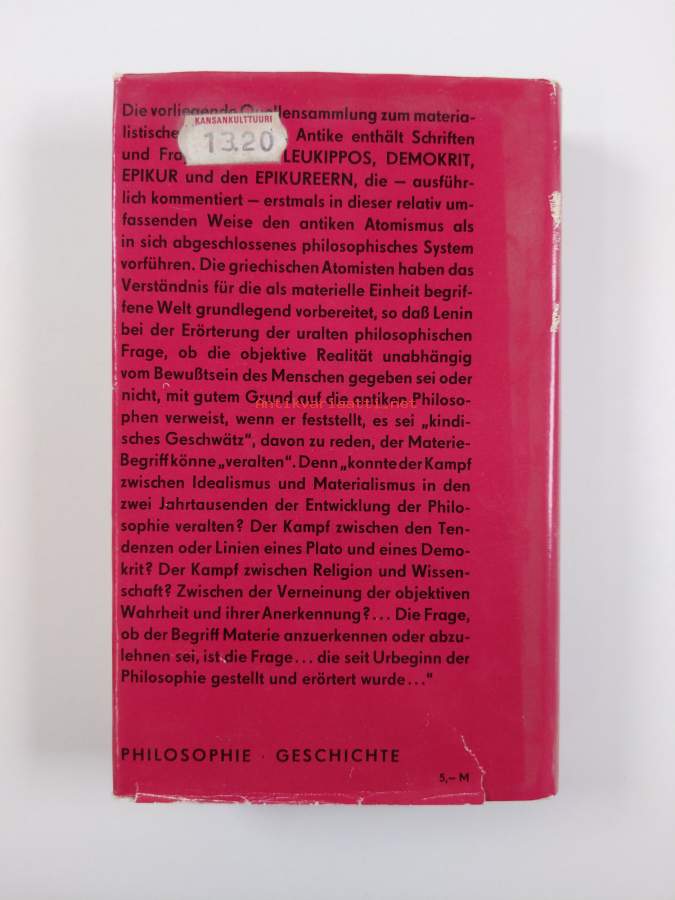 Die vorliegende Quellensammlung zum materia-
KANSANKULTTUURI
13.20
listische Antike enthält Schriften
und LEUKIPPOS, DEMOKRIT,
EPIKUR und den EPIKUREERN, die – ausführ-
lich kommentiert – erstmals in dieser relativ um-
fassenden Weise den antiken Atomismus als
in sich abgeschlossenes philosophisches System
vorführen. Die griechischen Atomisten haben das
Verständnis für die als materielle Einheit begrif-
fene Welt grundlegend vorbereitet, so daß Lenin
bei der Erörterung der uralten philosophischen
Frage, ob die objektive Realität unabhängig
vom Bewußtsein des Menschen gegeben sei oder
nicht, mit gutem Grund auf die antiken Philoso-
antikvariaatti.net
phen verweist, wenn er feststellt, es sei „kindi-
sches Geschwätz“, davon zu reden, der Materie-
Begriff könne „veralten“. Denn „konnte der Kampf
zwischen Idealismus und Materialismus in den
zwei Jahrtausenden der Entwicklung der Philo-
sophie veralten? Der Kampf zwischen den Ten-
denzen oder Linien eines Plato und eines Demo-
krit? Der Kampf zwischen Religion und Wissen-
schaft? Zwischen der Verneinung der objektiven
Wahrheit und ihrer Anerkennung?... Die Frage,
ob der Begriff Materie anzuerkennen oder abzu-
lehnen sei, ist die Frage... die seit Urbeginn der
Philosophie gestellt und erörtert wurde...“
PHILOSOPHIE · GESCHICHTE
5,– M